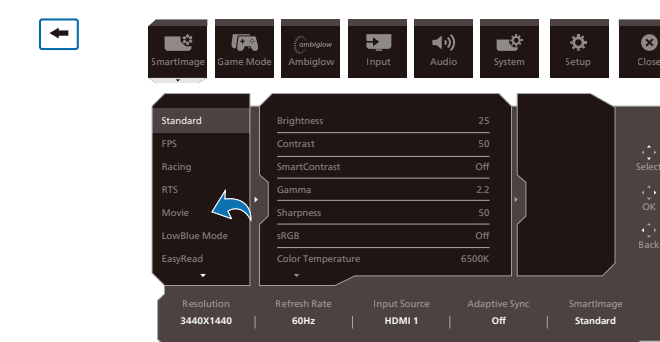 SmartImage Game Mode Ambiglow Input Audio System Setup Close
ambiglow
Standard Brightness 25
FPS Contrast 50
Racing SmartContrast Off
Select
RTS Gamma 2.2
OK
Movie Sharpness 50
LowBlue Mode sRGB Off
Back
EasyRead Color Temperature 6500K
Resolution Refresh Rate Input Source Adaptive Sync SmartImage
3440X1440 60Hz HDMI 1 Off Standard